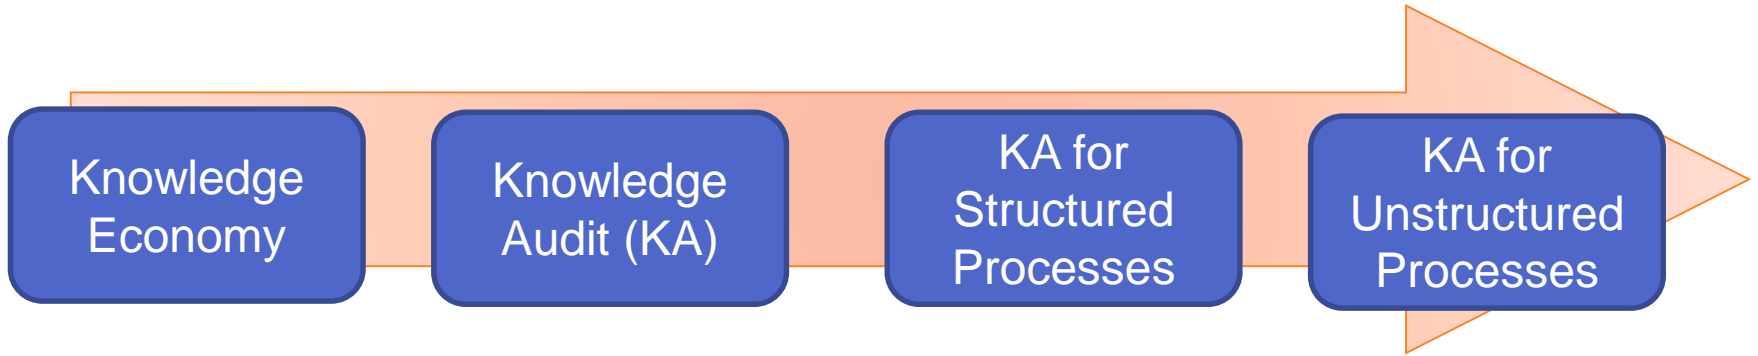 Knowledge
Economy
Knowledge
Audit (KA)
KA for
Structured
Processes
KA for
Unstructured
Processes